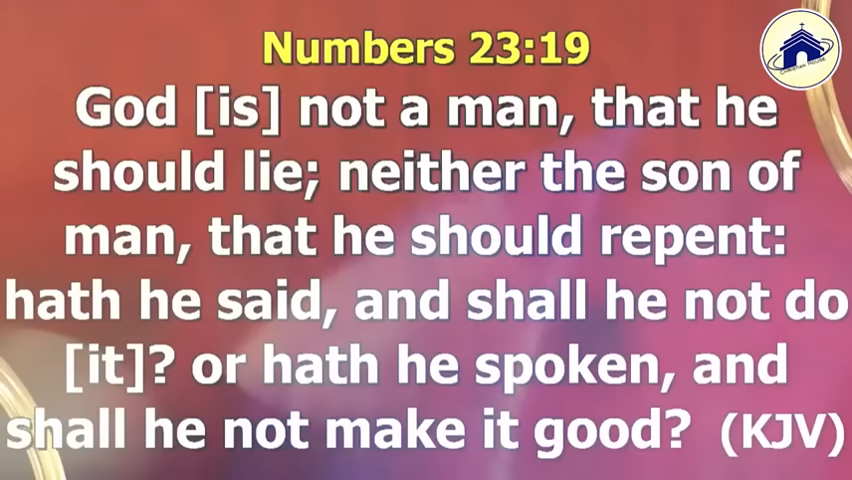 Numbers 23:19
God [is] not a man, that he
should lie; neither the son of
man, that he should repent:
hath he said, and shall he not do
[it]? or hath he spoken, and
shall he not make it good? (KJV)
CHRISTIAN HOUSE